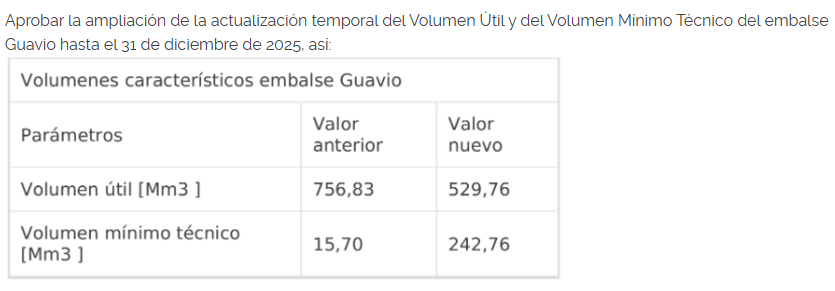 Aprobar la ampliación de la actualización temporal del Volumen Útil y del Volumen Mínimo Técnico del embalse
Guavio hasta el 31 de diciembre de 2025, así:
Volumenes característicos embalse Guavio
Parámetros
Valor
anterior
Valor
nuevo
Volumen útil [Mm3 ]
756,83
529,76
Volumen mínimo técnico
[Mm3 ]
15,70
242,76